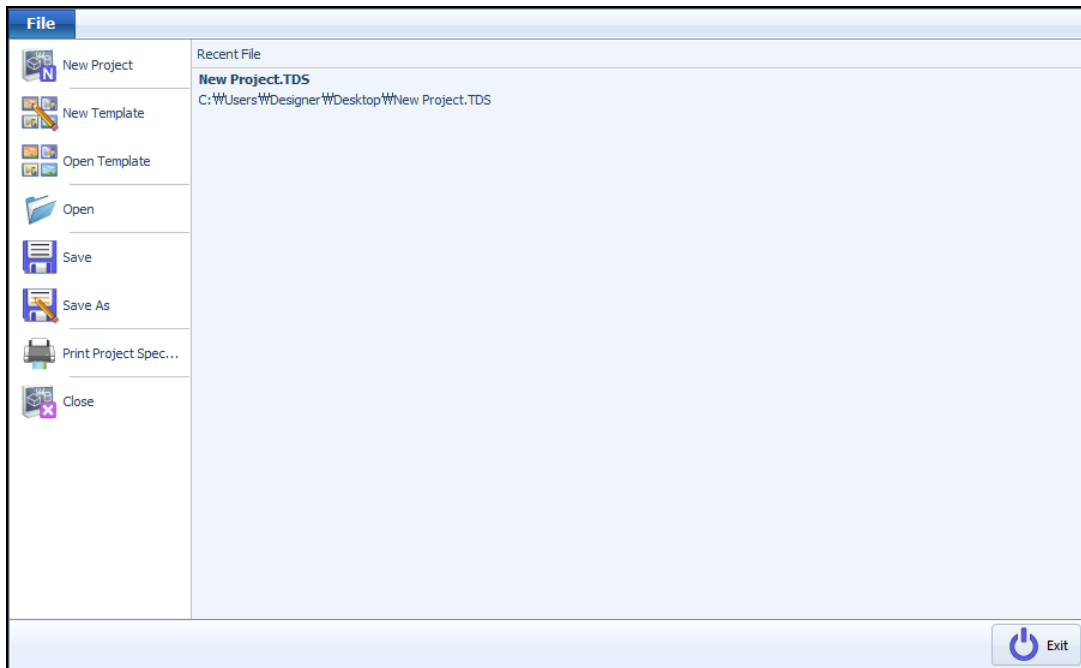 File
New Project
New Template
Open Template
Open
Save
Save As
Print Project Spec...
Close
Recent File
New Project.TDS
C:₩Users₩Designer₩Desktop₩New Project.TDS
Exit